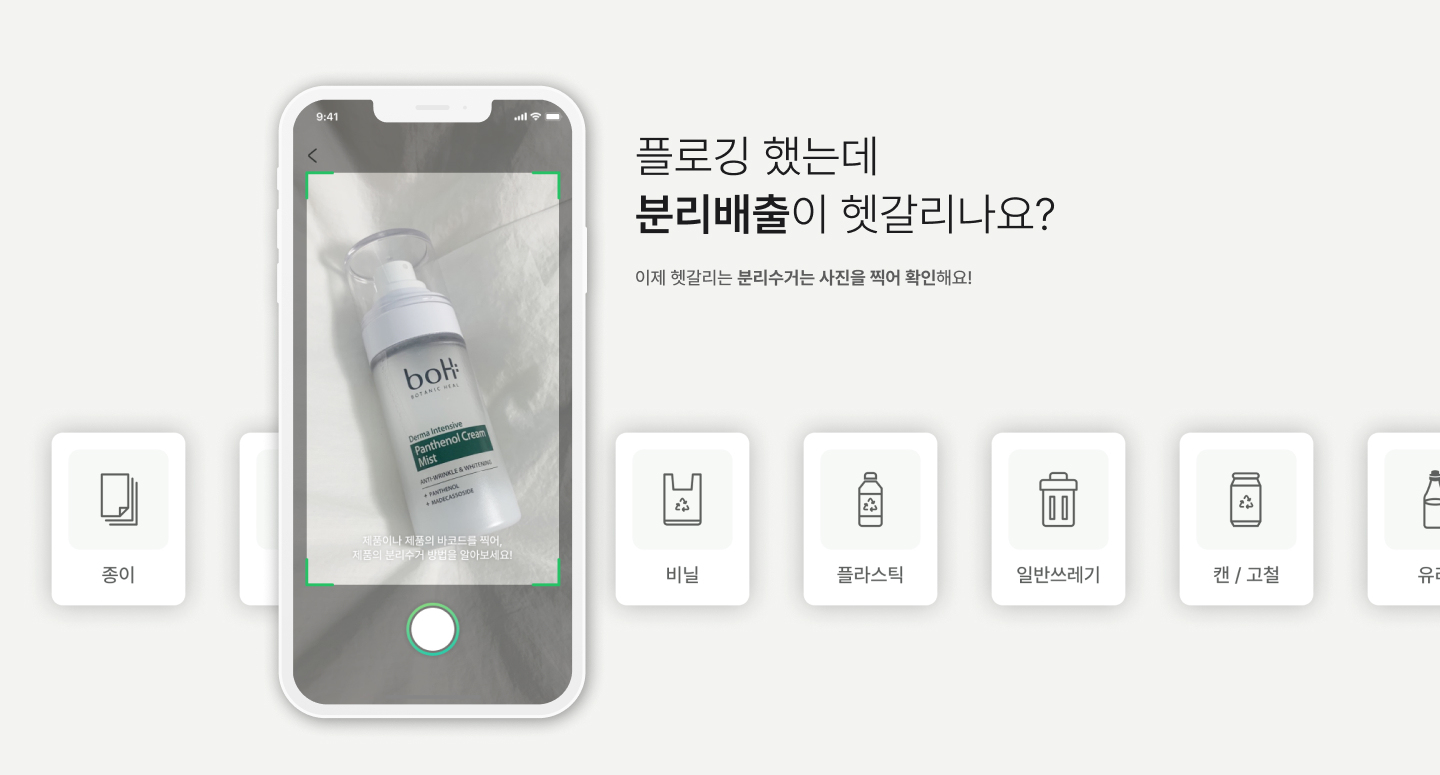 9:41
플로깅 했는데
분리배출이 헷갈리나요?
이제 헷갈리는 분리수거는 사진을 찍어 확인해요!
boH
BOTANIC HEAL
Derma Intensive
Panthenol Cream
Mist
ANTI-WRINKLE & WHITENING
+ PANTHENOL
+ MADECASSOSIDE
제품이나 제품의 바코드를 찍어,
제품의 분리수거 방법을 알아보세요!
종이
비닐
플라스틱
일반쓰레기
캔 / 고철